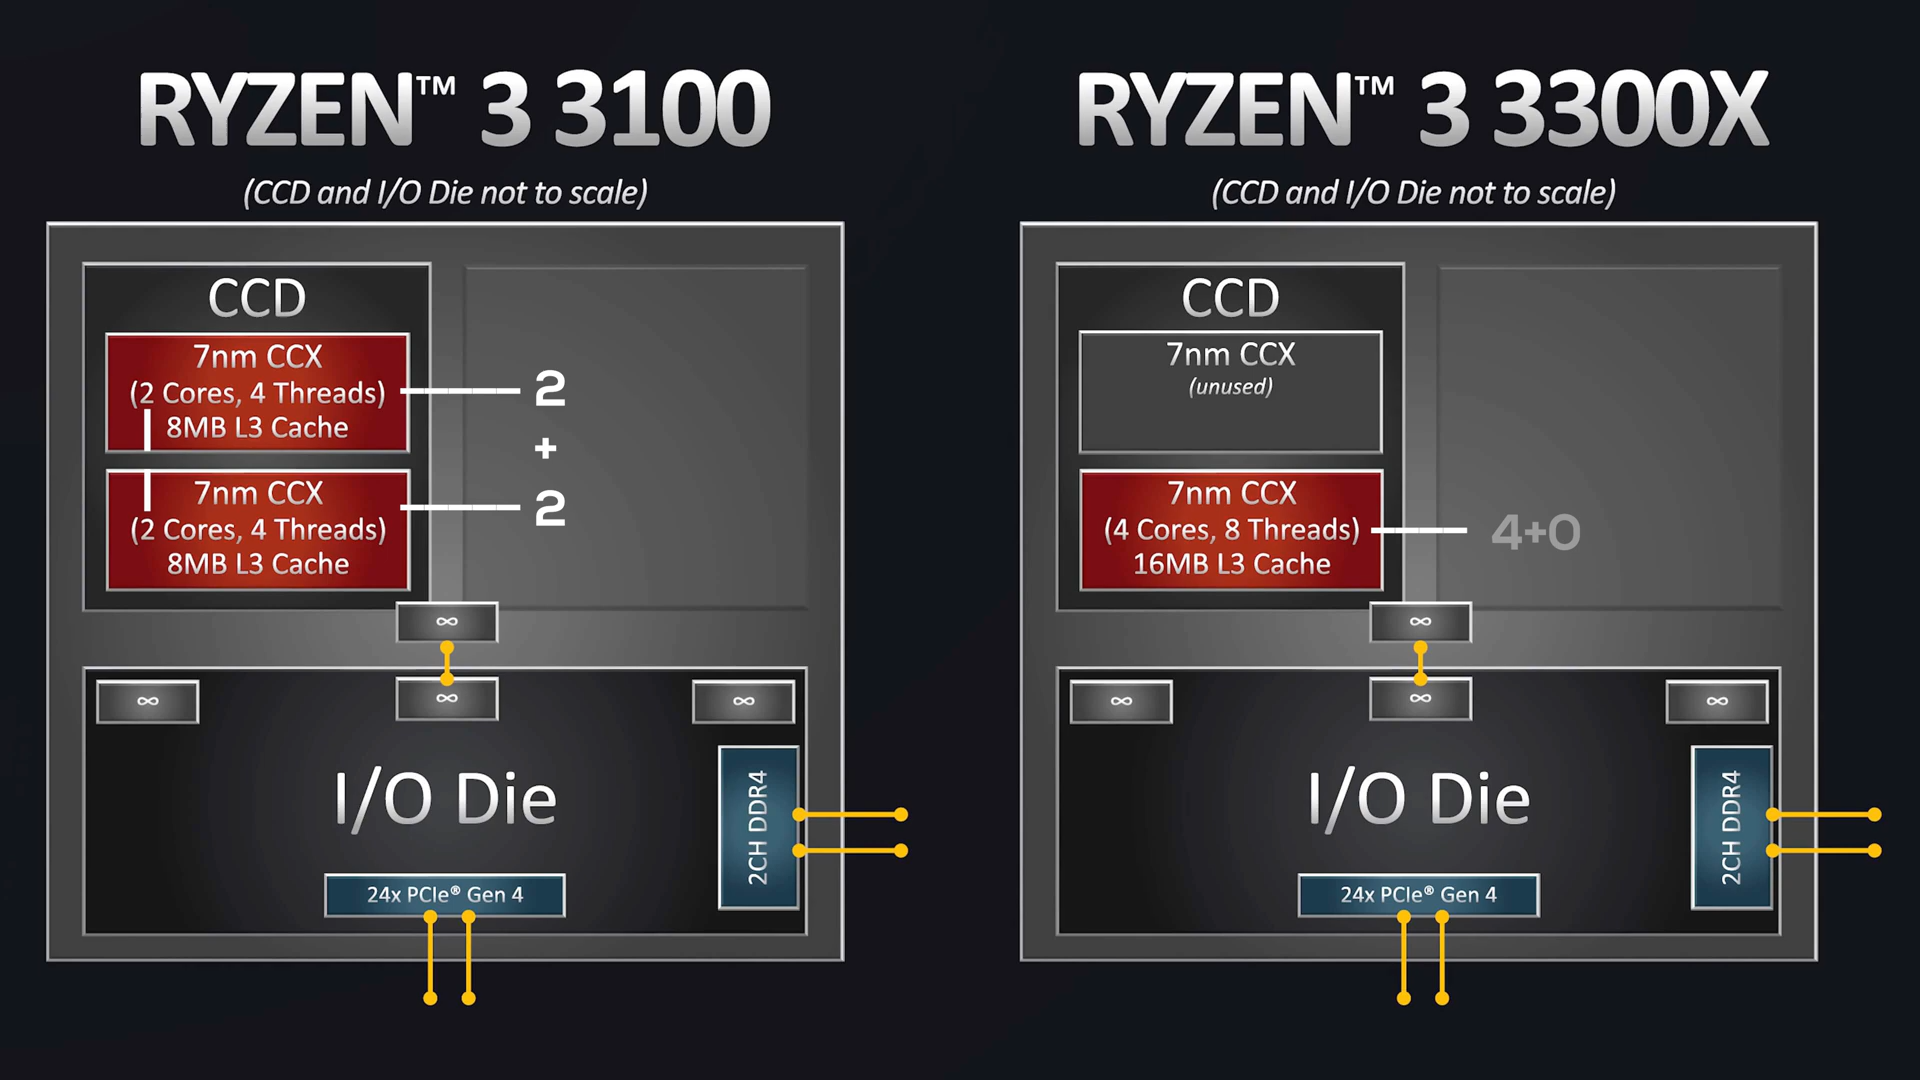 RYZEN™ 3 3100
(CCD and I/O Die not to scale)
CCD
7nm CCX
(2 Cores, 4 Threads)
8MB L3 Cache
2
+
7nm CCX
(2 Cores, 4 Threads)
8MB L3 Cache
2
∞
∞
∞
∞
I/O Die
2CH DDR4
24x PCIe® Gen 4
RYZEN™ 3 3300X
(CCD and I/O Die not to scale)
CCD
7nm CCX
(unused)
7nm CCX
(4 Cores, 8 Threads)
16MB L3 Cache
4+0
∞
∞
∞
∞
I/O Die
2CH DDR4
24x PCIe® Gen 4